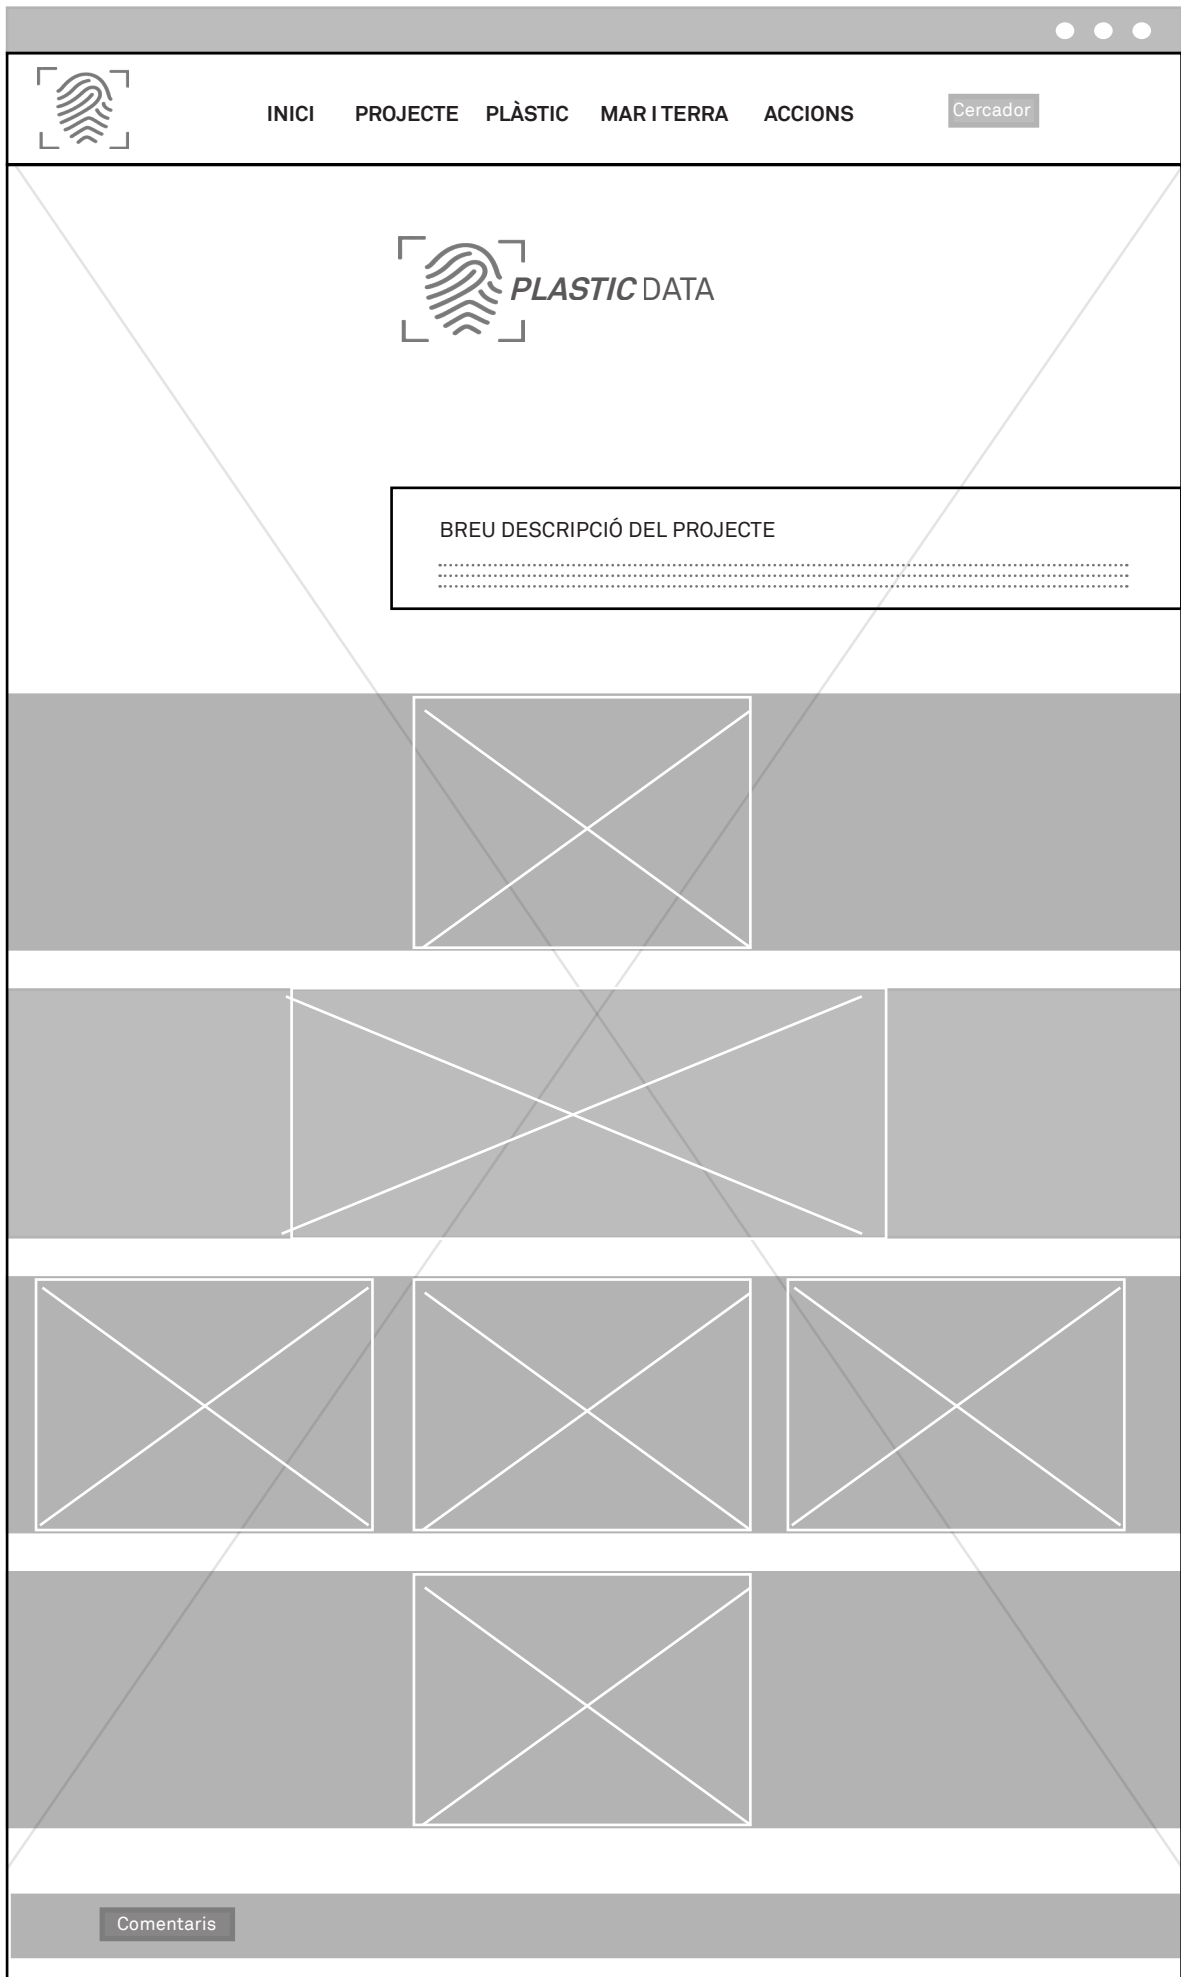 INICI PROJECTE PLÀSTIC MAR I TERRA ACCIONS Cercador
PLASTIC DATA
BREU DESCRIPCIÓ DEL PROJECTE
Comentaris